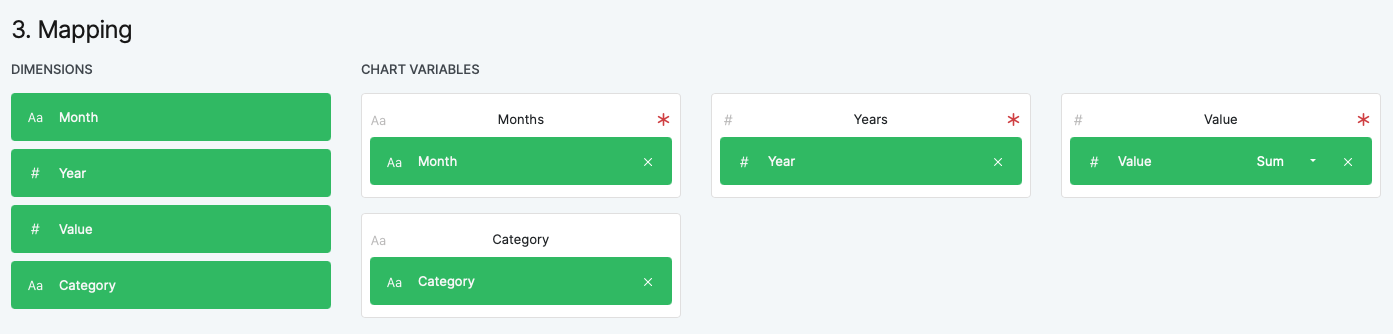 3. Mapping
DIMENSIONS
Aa Month
# Year
# Value
Aa Category
CHART VARIABLES
Aa Months *
Aa Month ×
# Years *
# Year ×
# Value *
# Value Sum ×
Aa Category
Aa Category ×